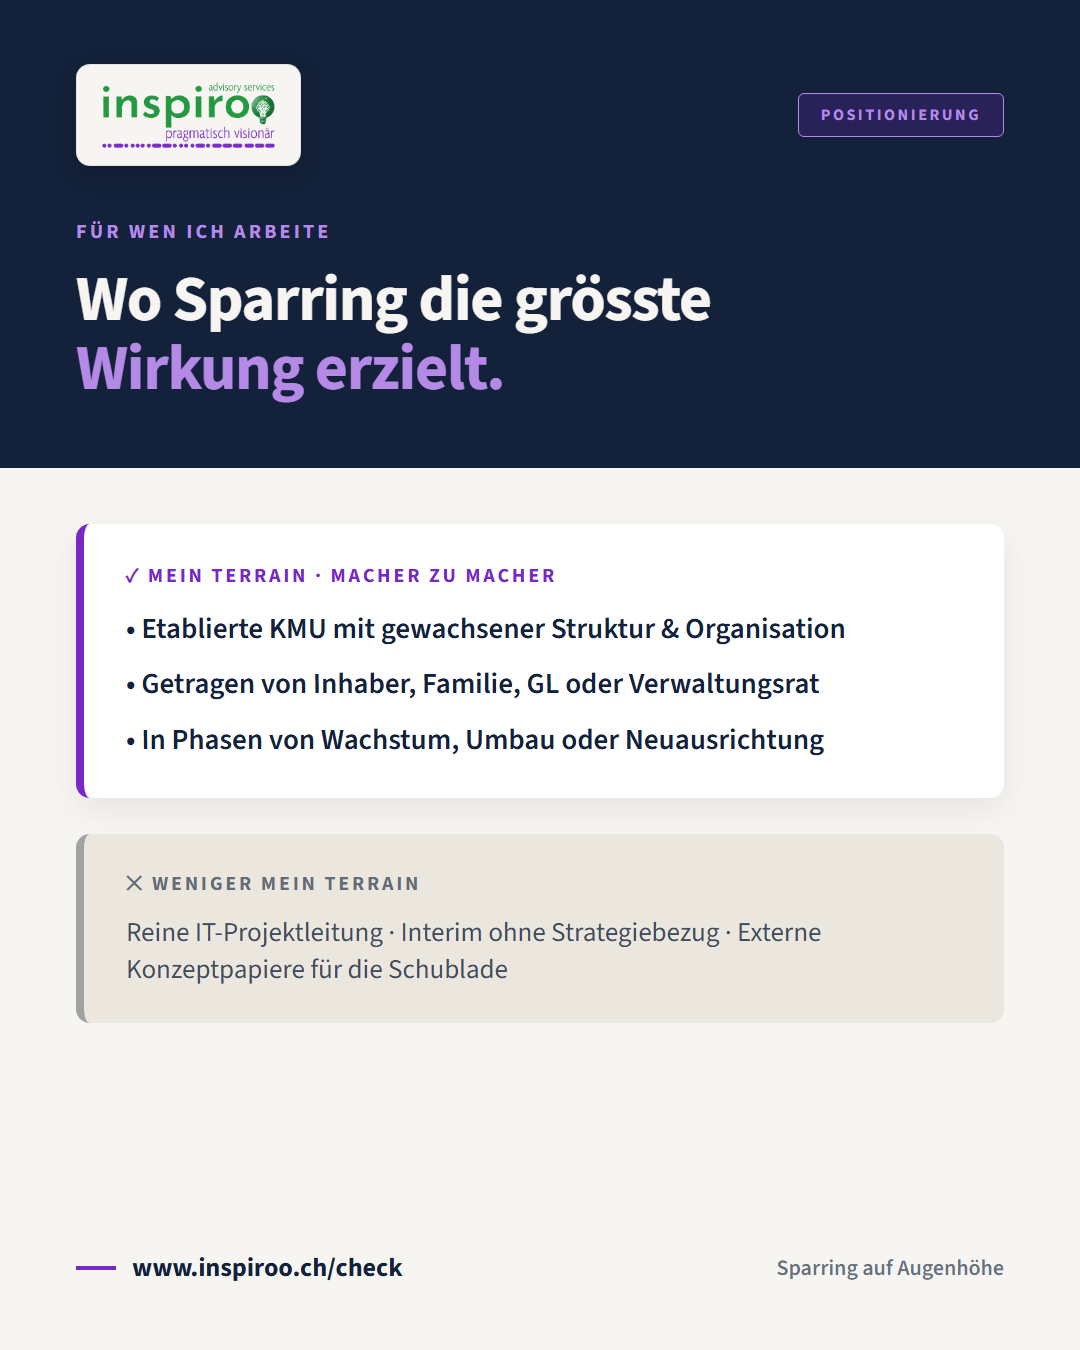 advisory services
inspiroo
pragmatisch visionär
POSITIONIERUNG
FÜR WEN ICH ARBEITE
Wo Sparring die grösste
Wirkung erzielt.
✓ MEIN TERRAIN · MACHER ZU MACHER
• Etablierte KMU mit gewachsener Struktur & Organisation
• Getragen von Inhaber, Familie, GL oder Verwaltungsrat
• In Phasen von Wachstum, Umbau oder Neuausrichtung
✕ WENIGER MEIN TERRAIN
Reine IT-Projektleitung · Interim ohne Strategiebezug · Externe
Konzeptpapiere für die Schublade
www.inspiroo.ch/check
Sparring auf Augenhöhe